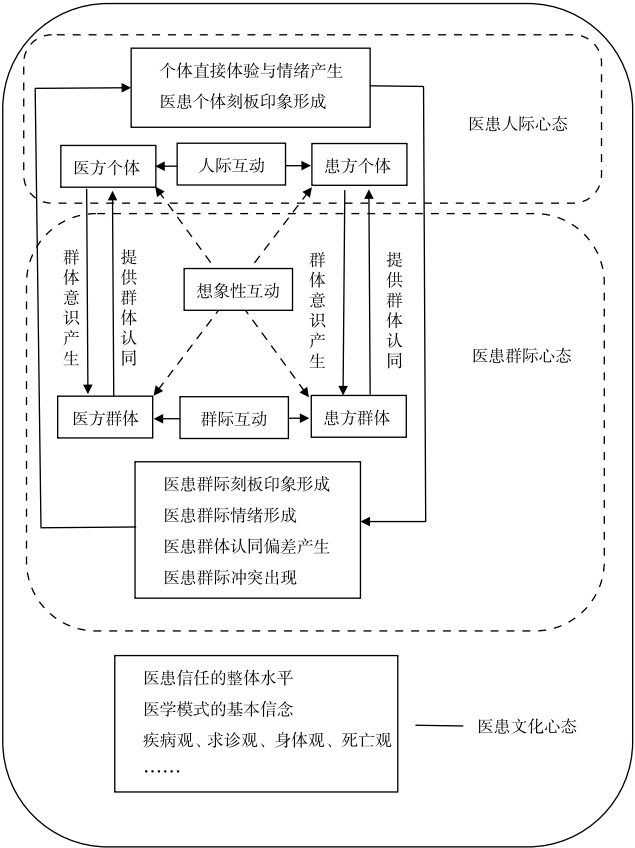 个体直接体验与情绪产生
医患个体刻板印象形成
医患人际心态
医方个体
人际互动
患方个体
群体意识产生
提供群体认同
想象性互动
群体意识产生
提供群体认同
医患群际心态
医方群体
群际互动
患方群体
医患群际刻板印象形成
医患群际情绪形成
医患群体认同偏差产生
医患群际冲突出现
医患信任的整体水平
医学模式的基本信念
疾病观、求诊观、身体观、死亡观
……
医患文化心态